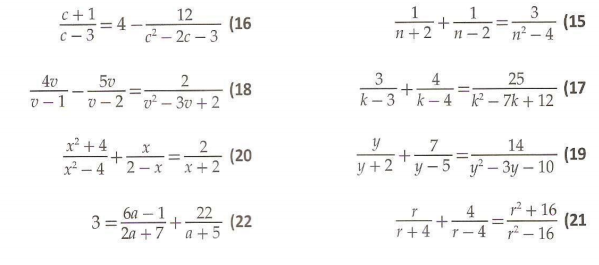 (15 1/(n + 2) + 1/(n − 2) = 3/(n² − 4)
(16 (c + 1)/(c − 3) = 4 − 12/(c² − 2c − 3)
(17 3/(k − 3) + 4/(k − 4) = 25/(k² − 7k + 12)
(18 4v/(v − 1) − 5v/(v − 2) = 2/(v² − 3v + 2)
(19 y/(y + 2) + 7/(y − 5) = 14/(y² − 3y − 10)
(20 (x² + 4)/(x² − 4) + x/(2 − x) = 2/(x + 2)
(21 r/(r + 4) + 4/(r − 4) = (r² + 16)/(r² − 16)
(22 3 = (6a − 1)/(2a + 7) + 22/(a + 5)